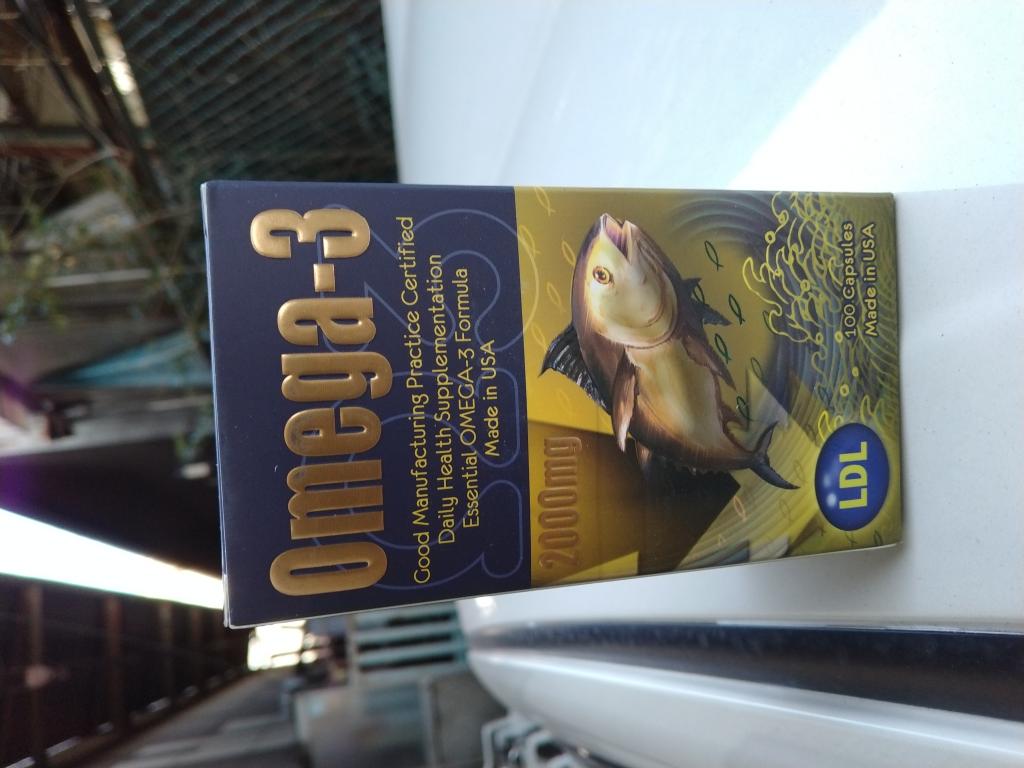 Omega-3
Good Manufacturing Practice Certified
Daily Health Supplementation
Essential OMEGA-3 Formula
Made in USA
2000mg
LDL
100 Capsules
Made in USA